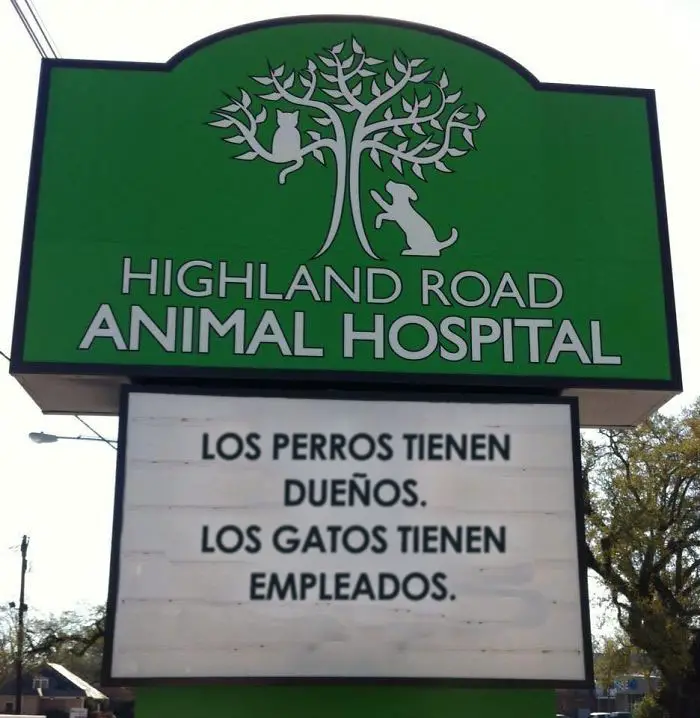 HIGHLAND ROAD
ANIMAL HOSPITAL
LOS PERROS TIENEN
DUEÑOS.
LOS GATOS TIENEN
EMPLEADOS.